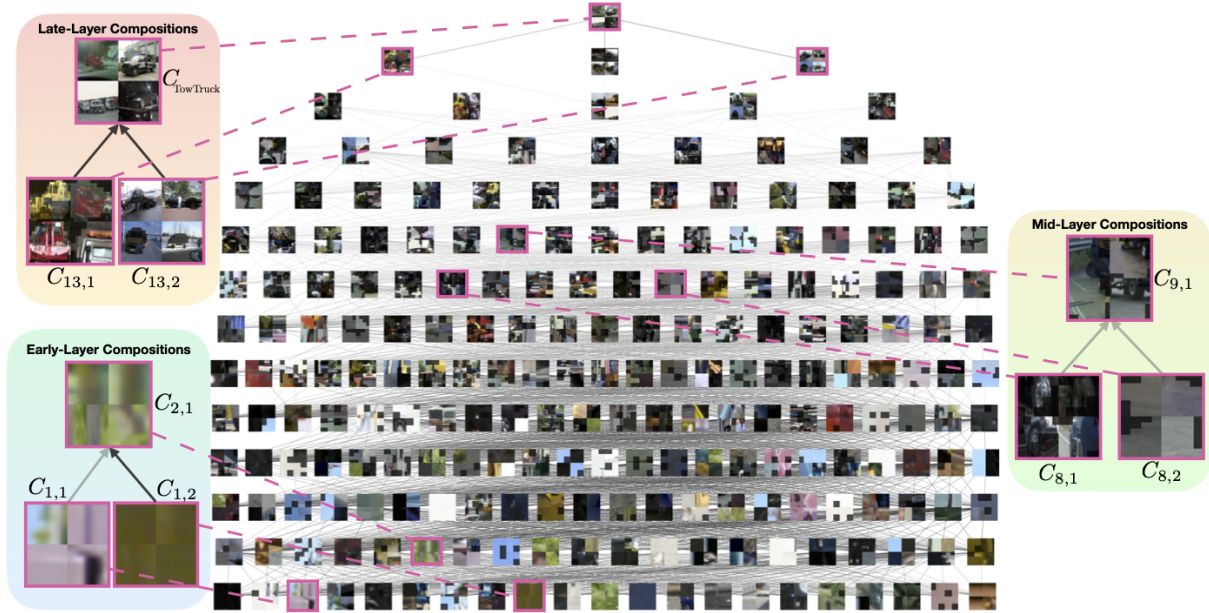 Late-Layer Compositions
C_TowTruck
C_13,1
C_13,2
Early-Layer Compositions
C_2,1
C_1,1
C_1,2
Mid-Layer Compositions
C_9,1
C_8,1
C_8,2